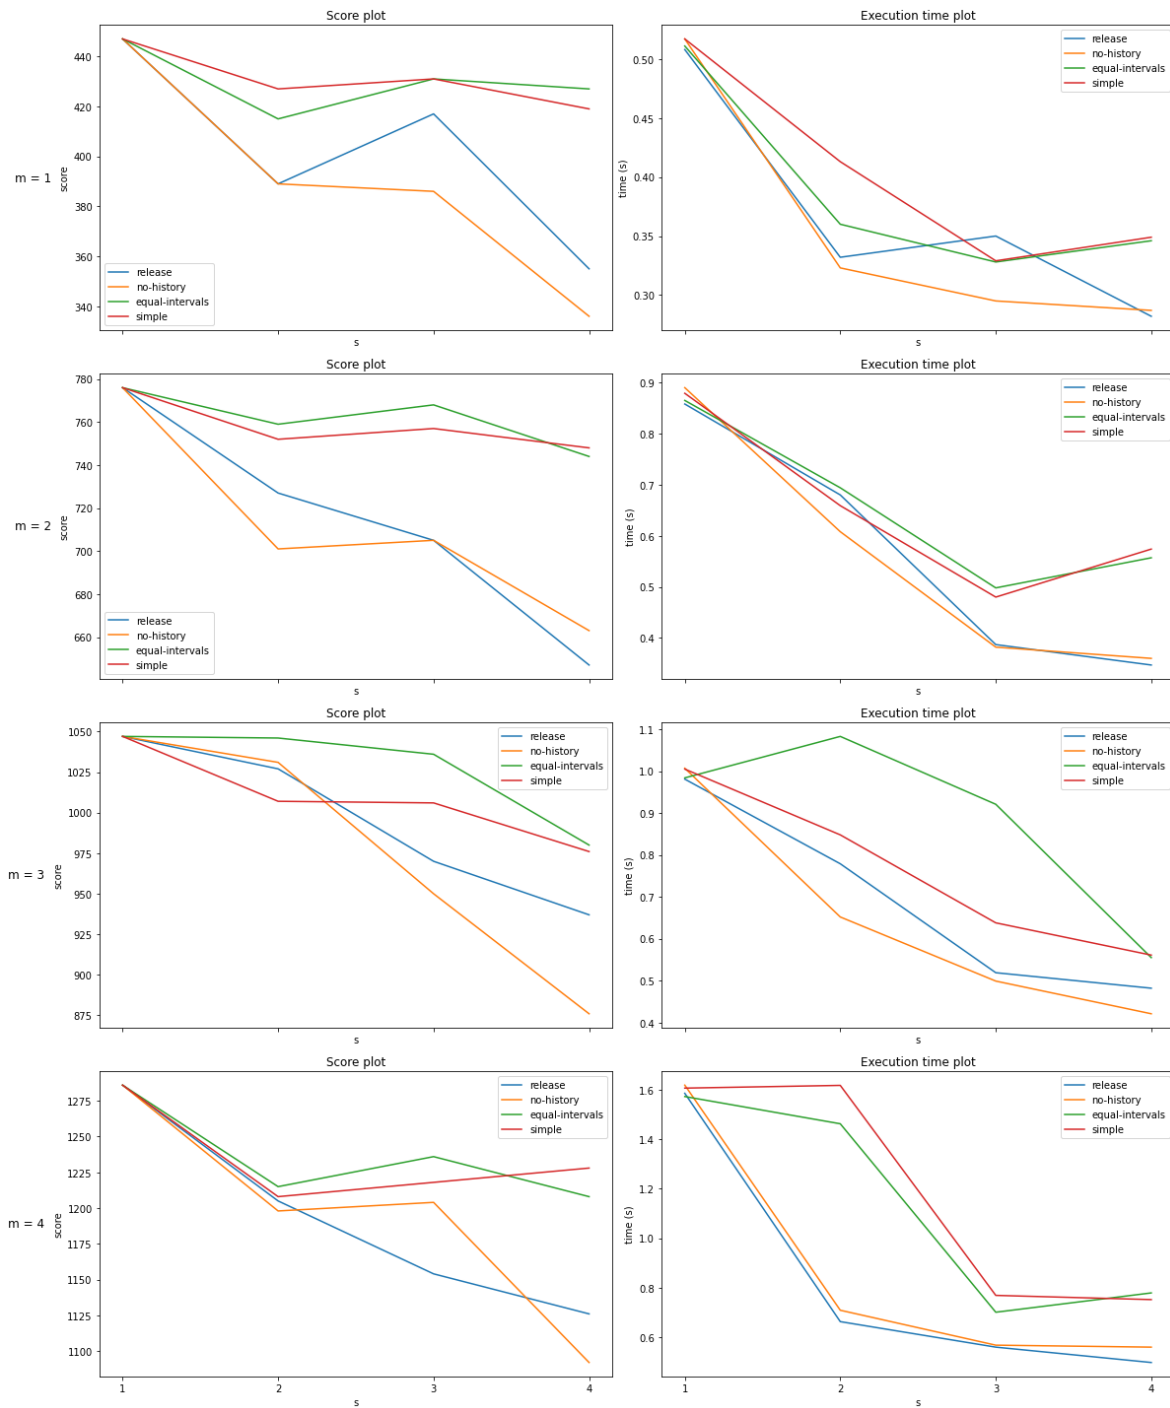 Score plot
440
420
400
380
360
340
score
m = 1
release
no-history
equal-intervals
simple
s
Execution time plot
0.50
0.45
0.40
0.35
0.30
time (s)
release
no-history
equal-intervals
simple
s
Score plot
780
760
740
720
700
680
660
score
m = 2
release
no-history
equal-intervals
simple
s
Execution time plot
0.9
0.8
0.7
0.6
0.5
0.4
time (s)
release
no-history
equal-intervals
simple
s
Score plot
1050
1025
1000
975
950
925
900
875
score
m = 3
release
no-history
equal-intervals
simple
s
Execution time plot
1.1
1.0
0.9
0.8
0.7
0.6
0.5
0.4
time (s)
release
no-history
equal-intervals
simple
s
Score plot
1275
1250
1225
1200
1175
1150
1125
1100
score
m = 4
release
no-history
equal-intervals
simple
1 2 3 4
s
Execution time plot
1.6
1.4
1.2
1.0
0.8
0.6
time (s)
release
no-history
equal-intervals
simple
1 2 3 4
s